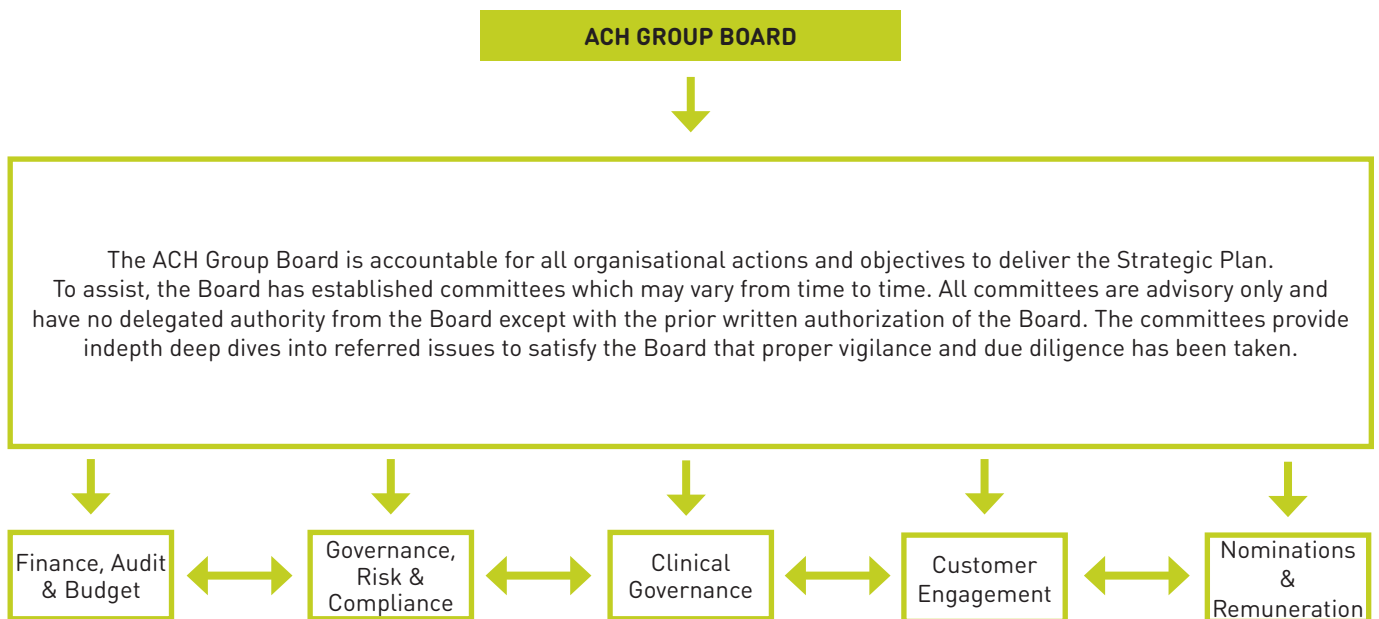 ACH GROUP BOARD
The ACH Group Board is accountable for all organisational actions and objectives to deliver the Strategic Plan.
To assist, the Board has established committees which may vary from time to time. All committees are advisory only and
have no delegated authority from the Board except with the prior written authorization of the Board. The committees provide
indepth deep dives into referred issues to satisfy the Board that proper vigilance and due diligence has been taken.
Finance, Audit
& Budget
Governance,
Risk &
Compliance
Clinical
Governance
Customer
Engagement
Nominations
&
Remuneration